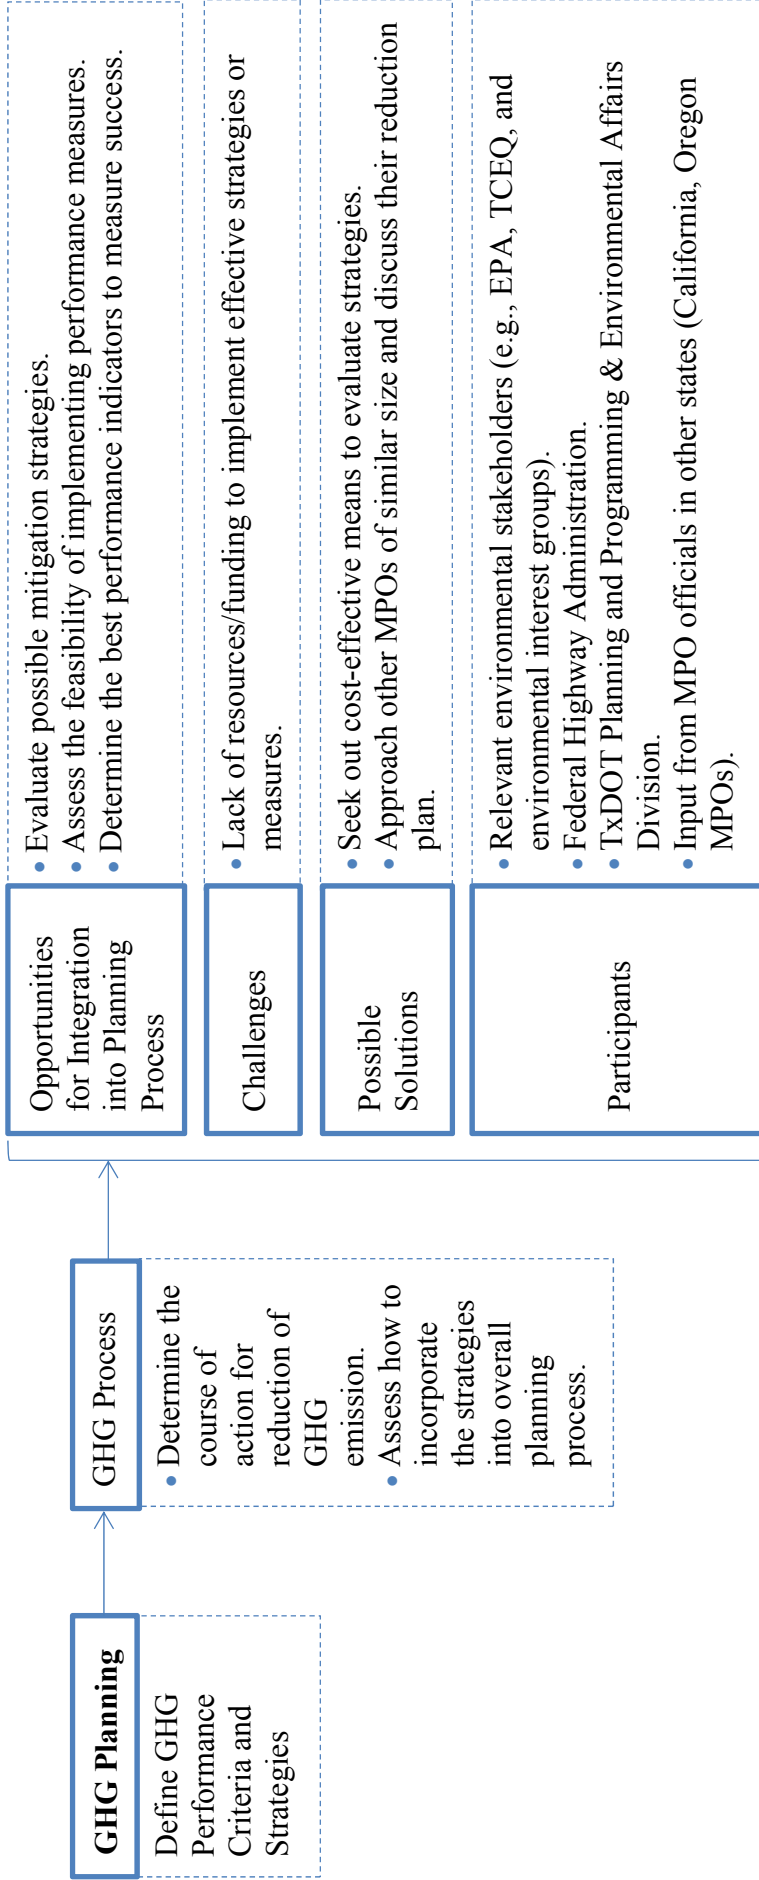 GHG Planning
Define GHG
Performance
Criteria and
Strategies
GHG Process
• Determine the
course of
action for
reduction of
GHG
emission.
• Assess how to
incorporate
the strategies
into overall
planning
process.
Opportunities
for Integration
into Planning
Process
• Evaluate possible mitigation strategies.
• Assess the feasibility of implementing performance measures.
• Determine the best performance indicators to measure success.
Challenges
• Lack of resources/funding to implement effective strategies or
measures.
Possible
Solutions
• Seek out cost-effective means to evaluate strategies.
• Approach other MPOs of similar size and discuss their reduction
plan.
Participants
• Relevant environmental stakeholders (e.g., EPA, TCEQ, and
environmental interest groups).
• Federal Highway Administration.
• TxDOT Planning and Programming & Environmental Affairs
Division.
• Input from MPO officials in other states (California, Oregon
MPOs).